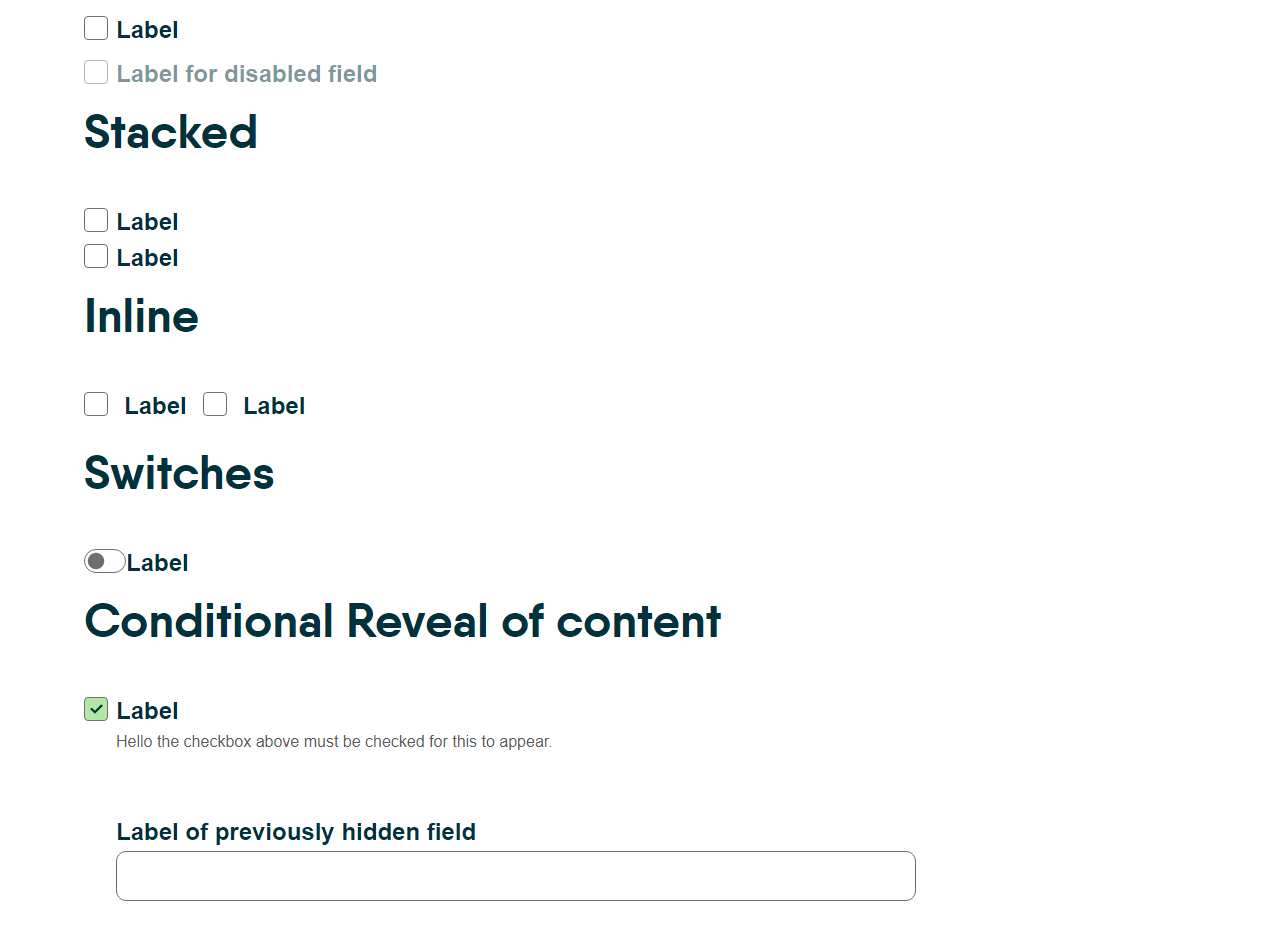 Label
Label for disabled field
Stacked
Label
Label
Inline
Label Label
Switches
Label
Conditional Reveal of content
Label
Hello the checkbox above must be checked for this to appear.
Label of previously hidden field